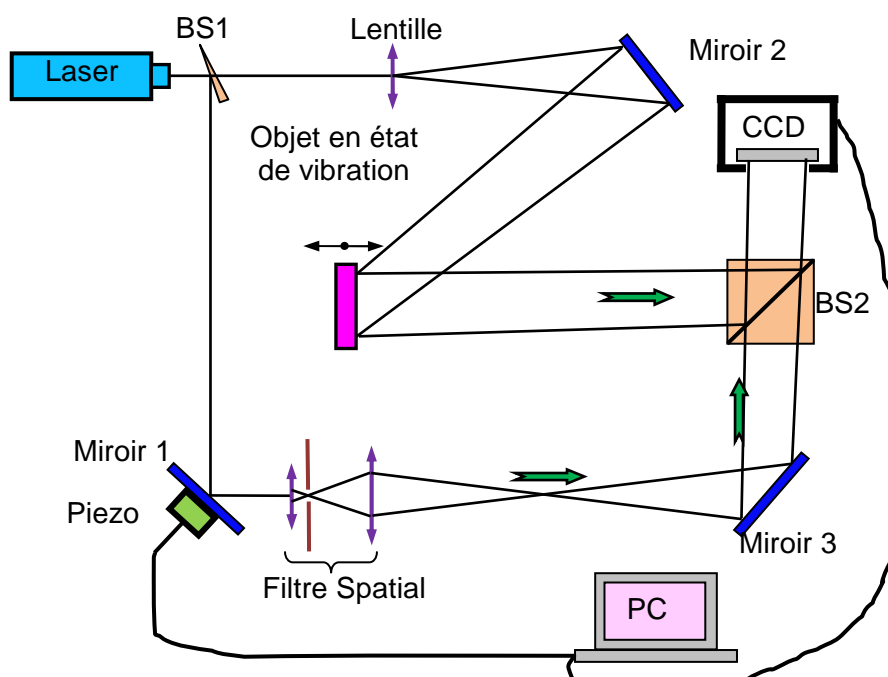 BS1
Lentille
Miroir 2
Laser
CCD
Objet en état
de vibration
BS2
Miroir 1
Piezo
Miroir 3
Filtre Spatial
PC